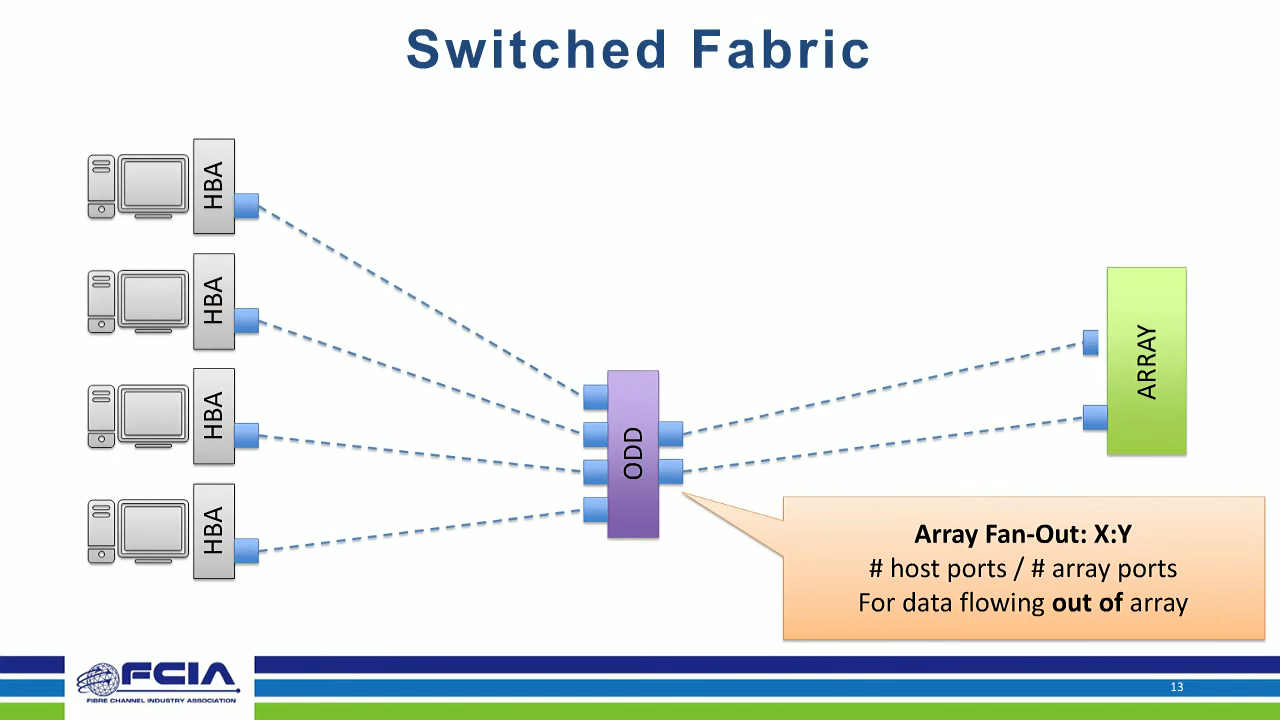 Switched Fabric
HBA
HBA
HBA
HBA
ODD
ARRAY
Array Fan-Out: X:Y
# host ports / # array ports
For data flowing out of array
FCIA
FIBRE CHANNEL INDUSTRY ASSOCIATION
13